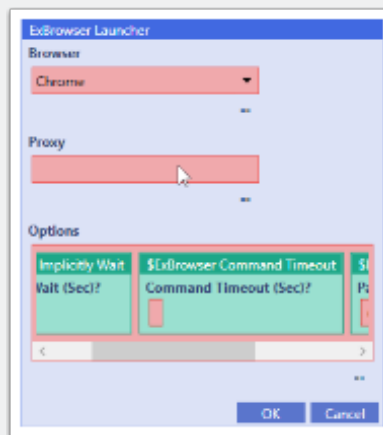 ExBrowser Launcher
Browser
Chrome
Proxy
Options
Implicitly Wait
$ExBrowser Command Timeout
Wait (Sec)?
Command Timeout (Sec)?
OK
Cancel